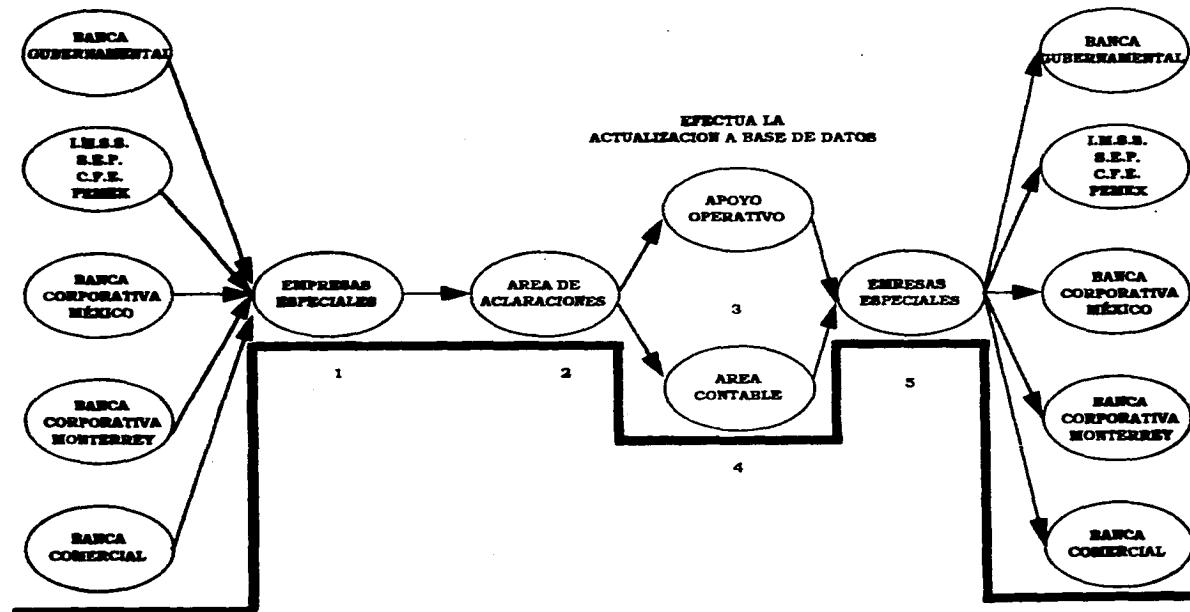 BANCA
GUBERNAMENTAL
I.M.S.S.
S.E.P.
C.F.E.
PEMEX
BANCA
CORPORATIVA
MÉXICO
BANCA
CORPORATIVA
MONTERREY
BANCA
COMERCIAL
EMPRESAS
ESPECIALES
1
AREA DE
ACLARACIONES
2
EFECTUA LA
ACTUALIZACION A BASE DE DATOS
APOYO
OPERATIVO
3
AREA
CONTABLE
4
EMRESAS
ESPECIALES
5
BANCA
GUBERNAMENTAL
I.M.S.S.
S.E.P.
C.F.E.
PEMEX
BANCA
CORPORATIVA
MÉXICO
BANCA
CORPORATIVA
MONTERREY
BANCA
COMERCIAL